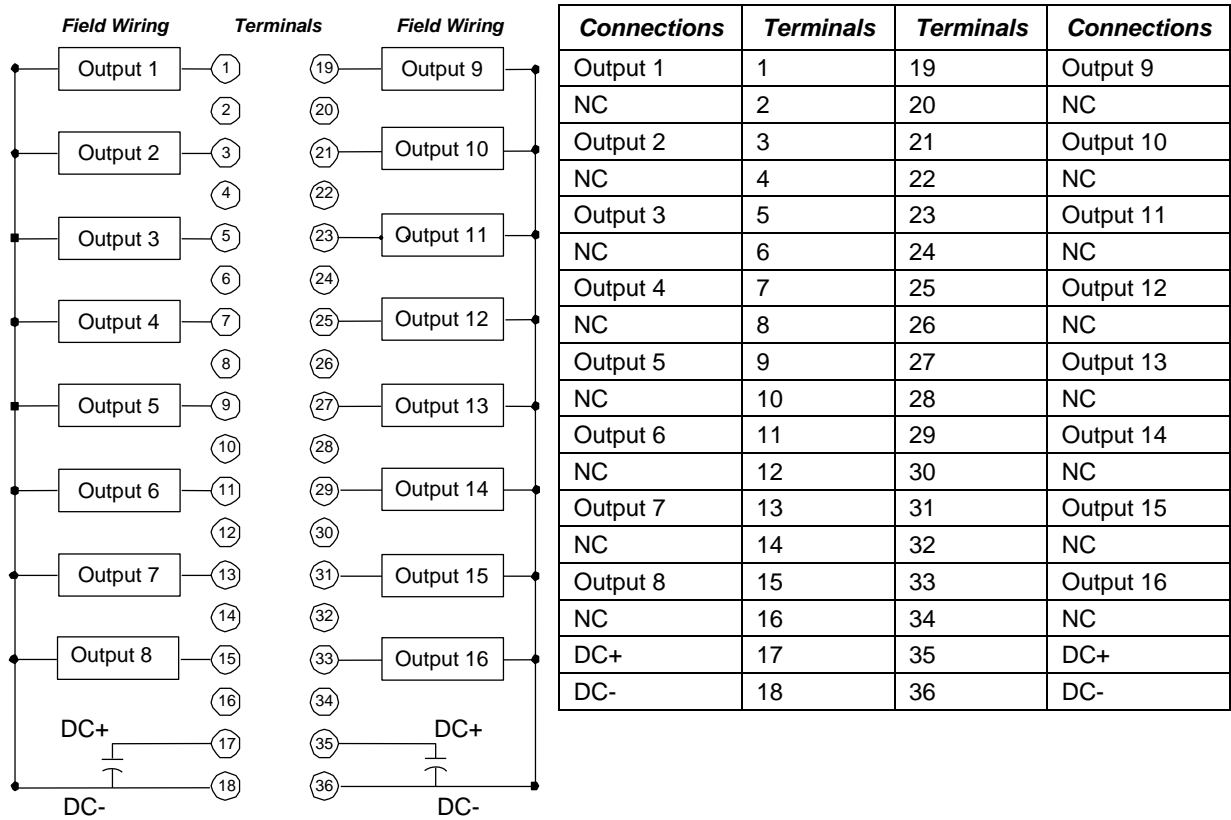 Field Wiring Terminals Field Wiring
Output 1 1 19 Output 9
2 20
Output 2 3 21 Output 10
4 22
Output 3 5 23 Output 11
6 24
Output 4 7 25 Output 12
8 26
Output 5 9 27 Output 13
10 28
Output 6 11 29 Output 14
12 30
Output 7 13 31 Output 15
14 32
Output 8 15 33 Output 16
16 34
DC+ DC+
17 35
18 36
DC- DC-
Connections Terminals Terminals Connections
Output 1 1 19 Output 9
NC 2 20 NC
Output 2 3 21 Output 10
NC 4 22 NC
Output 3 5 23 Output 11
NC 6 24 NC
Output 4 7 25 Output 12
NC 8 26 NC
Output 5 9 27 Output 13
NC 10 28 NC
Output 6 11 29 Output 14
NC 12 30 NC
Output 7 13 31 Output 15
NC 14 32 NC
Output 8 15 33 Output 16
NC 16 34 NC
DC+ 17 35 DC+
DC- 18 36 DC-